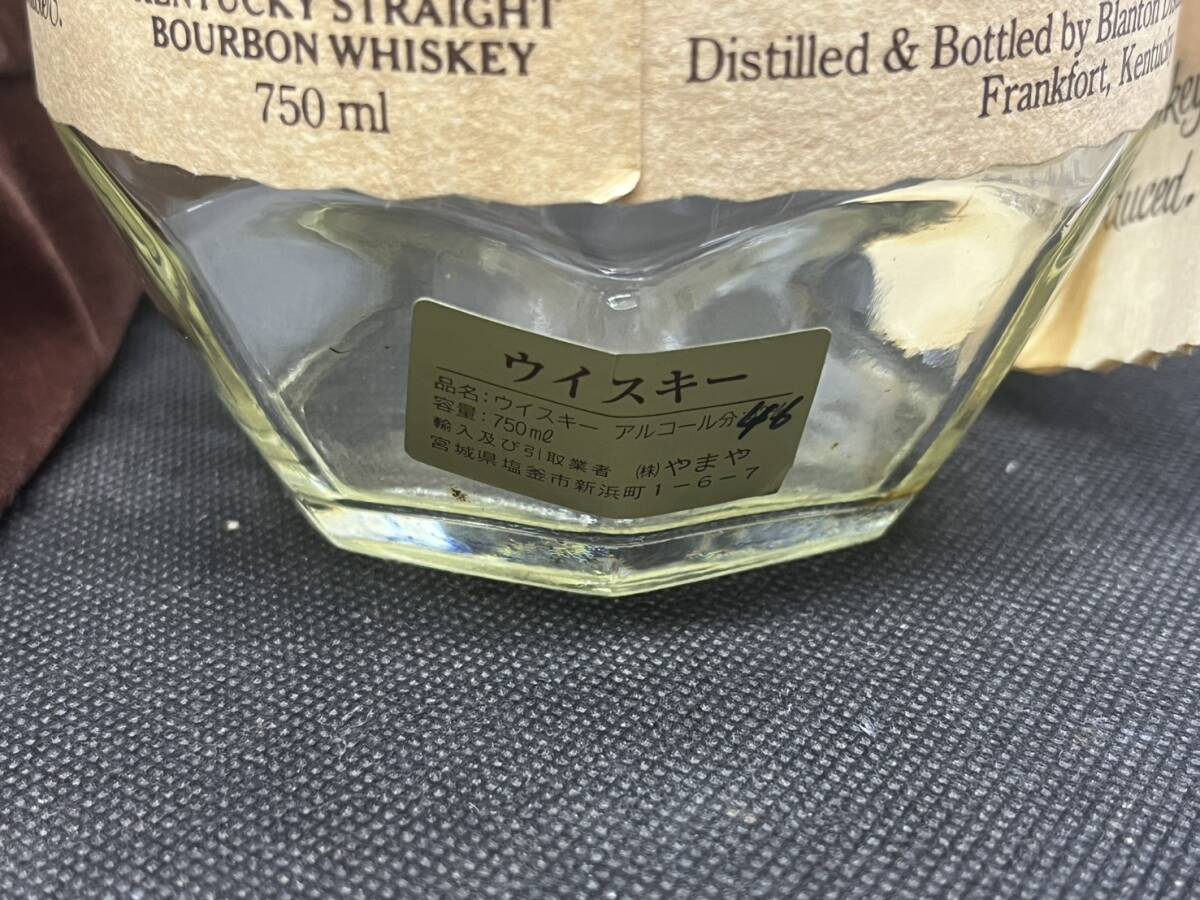 KENTUCKY STRAIGHT
BOURBON WHISKEY
750 ml
Distilled & Bottled by Blanton
Frankfort, Kentucky
ウイスキー
品名:ウイスキー アルコール分
容量:750mℓ
輸入及び引取業者 (株)やまや
宮城県塩釜市新浜町1-6-7